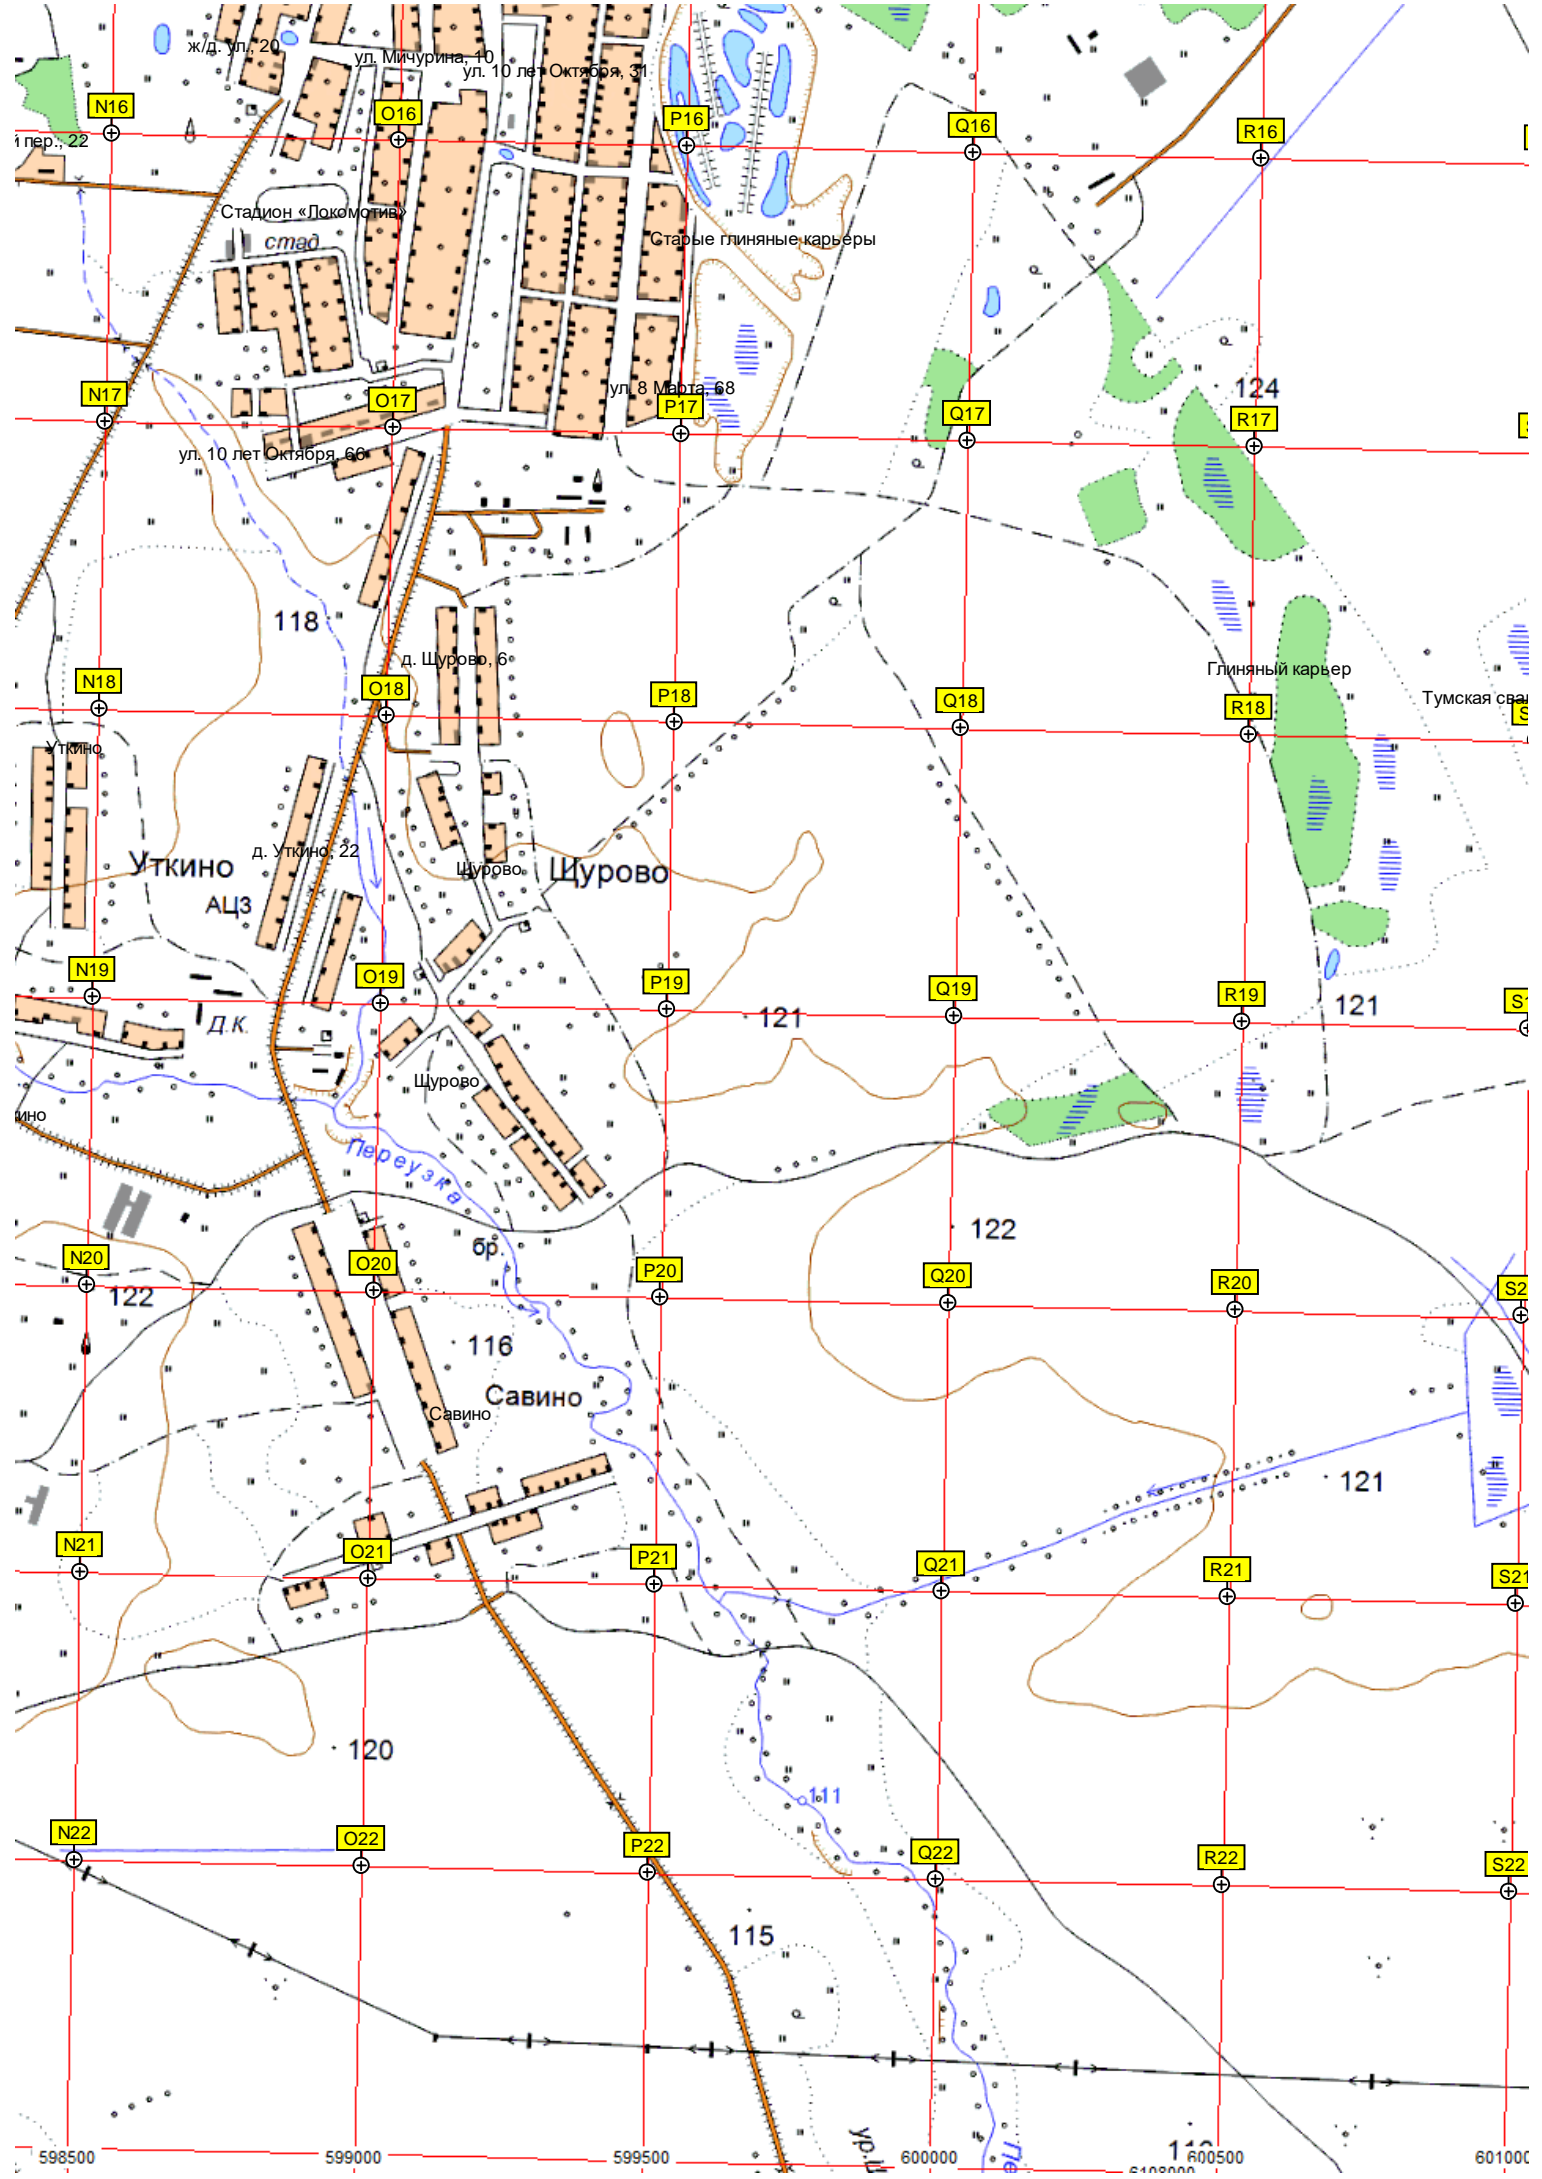 ж/д. ул., 20
ул. Мичурина, 10
ул. 10 лет Октября, 31
N16
O16
P16
Q16
R16
й пер., 22
Стадион «Локомотив»
стад
Старые глиняные карьеры
124
ул. 8 Марта, 68
N17
O17
P17
Q17
R17
ул. 10 лет Октября, 66
118
д. Щурово, 6
Глиняный карьер
Тумская сва
N18
O18
P18
Q18
R18
Уткино
д. Уткино, 22
Уткино
Щурово
Щурово
АЦЗ
N19
O19
P19
Q19
R19
S1
121
121
Д.К.
Щурово
ино
Переузка
122
бр.
N20
O20
P20
Q20
R20
S2
122
116
Савино
Савино
121
N21
O21
P21
Q21
R21
S21
120
111
N22
O22
P22
Q22
R22
S22
115
ур.
598500
599000
599500
600000
600500
601000
6108000